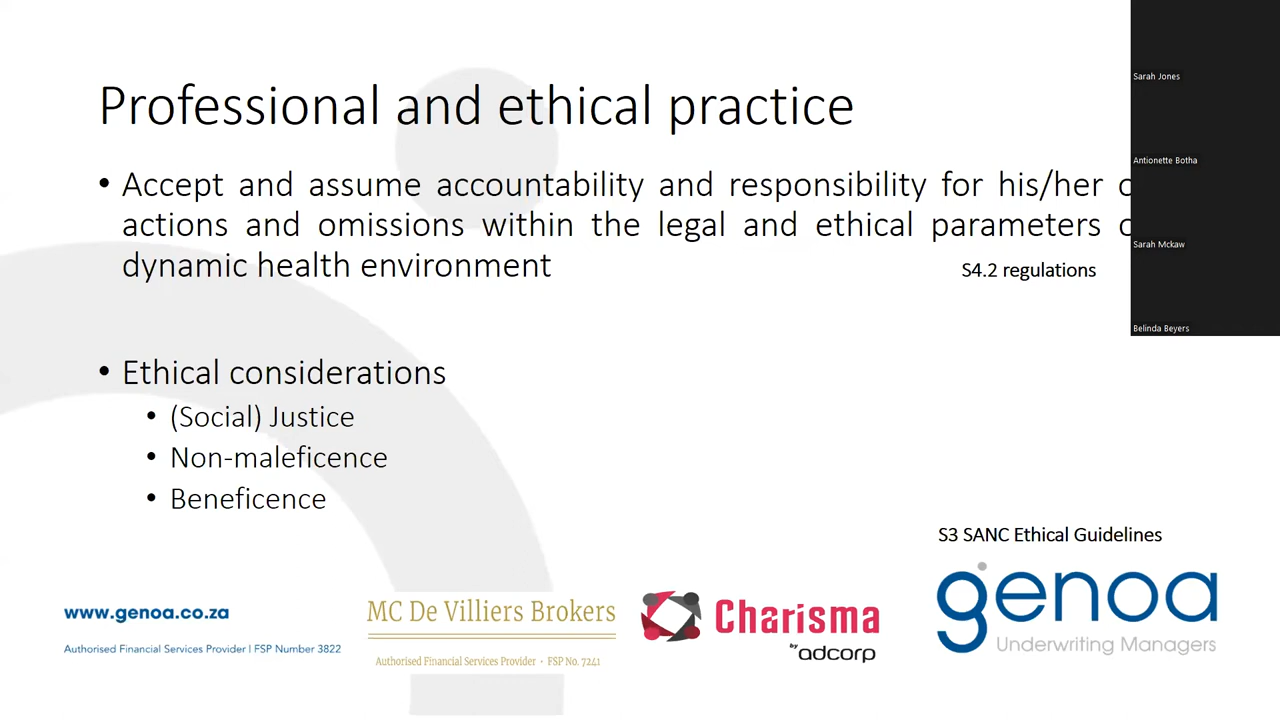 Professional and ethical practice
• Accept and assume accountability and responsibility for his/her
actions and omissions within the legal and ethical parameters
dynamic health environment
S4.2 regulations
• Ethical considerations
• (Social) Justice
• Non-maleficence
• Beneficence
S3 SANC Ethical Guidelines
www.genoa.co.za
Authorised Financial Services Provider | FSP Number 3822
MC De Villiers Brokers
Authorised Financial Services Provider • FSP No. 7241
Charisma
by adcorp
genoa
Underwriting Managers
Sarah Jones
Antionette Botha
Sarah Mckaw
Belinda Beyers